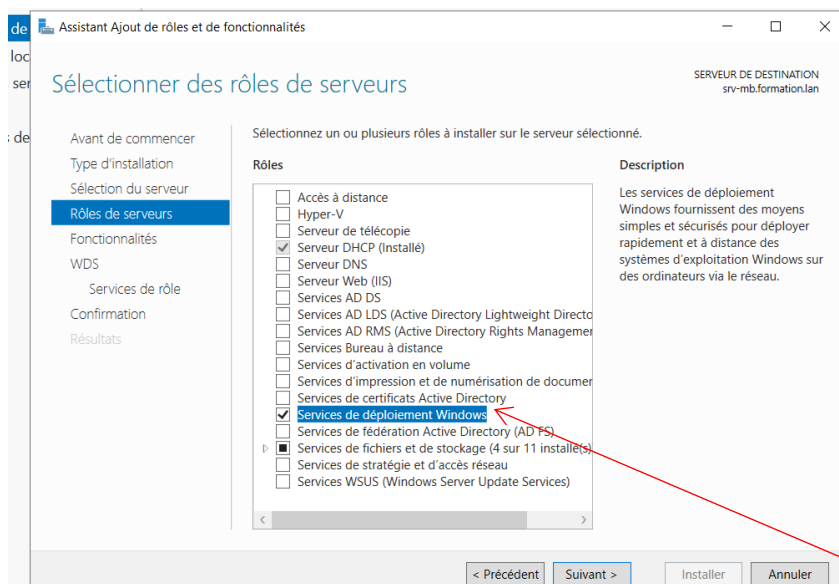 de
loc
ser
de
Assistant Ajout de rôles et de fonctionnalités
Sélectionner des rôles de serveurs
SERVEUR DE DESTINATION
srv-mb.formation.lan
Avant de commencer
Type d'installation
Sélection du serveur
Rôles de serveurs
Fonctionnalités
WDS
Services de rôle
Confirmation
Résultats
Sélectionnez un ou plusieurs rôles à installer sur le serveur sélectionné.
Rôles
Accès à distance
Hyper-V
Serveur de télécopie
Serveur DHCP (Installé)
Serveur DNS
Serveur Web (IIS)
Services AD DS
Services AD LDS (Active Directory Lightweight Directo
Services AD RMS (Active Directory Rights Managemer
Services Bureau à distance
Services d'activation en volume
Services d'impression et de numérisation de documer
Services de certificats Active Directory
Services de déploiement Windows
Services de fédération Active Directory (AD FS)
Services de fichiers et de stockage (4 sur 11 installé(s)
Services de stratégie et d'accès réseau
Services WSUS (Windows Server Update Services)
Description
Les services de déploiement
Windows fournissent des moyens
simples et sécurisés pour déployer
rapidement et à distance des
systèmes d'exploitation Windows sur
des ordinateurs via le réseau.
< Précédent
Suivant >
Installer
Annuler